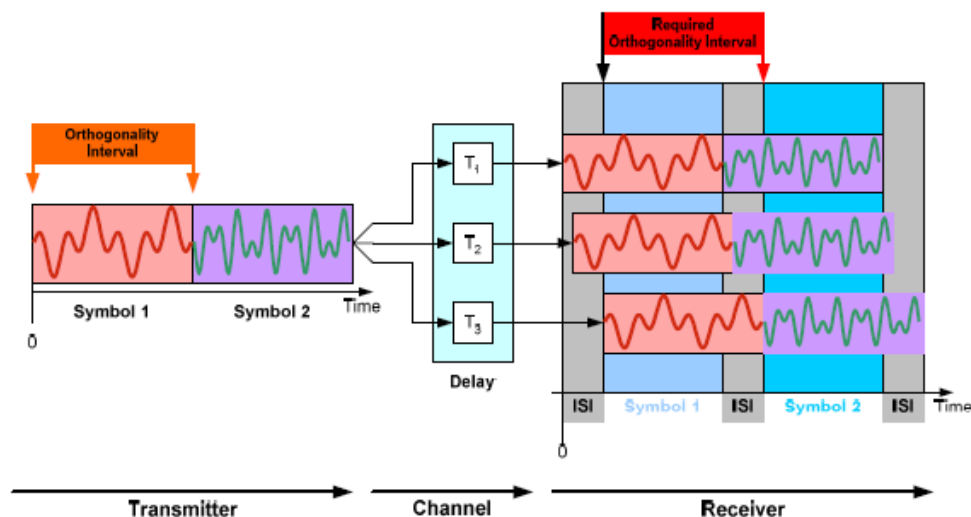 Required
Orthogonality Interval
Orthogonality
Interval
T1
T2
T3
Symbol 1
Symbol 2
Time
0
Delay
ISI
Symbol 1
ISI
Symbol 2
ISI
Time
0
Transmitter
Channel
Receiver